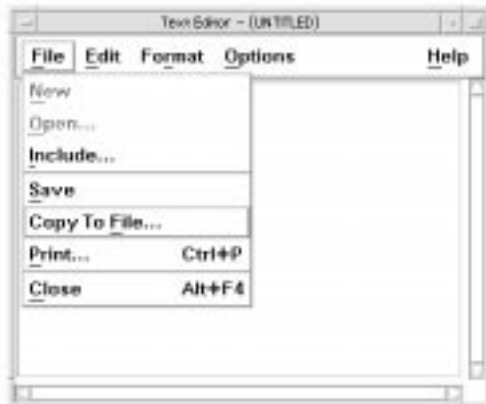 Text Editor – (UNTITLED)
File Edit Format Options Help
New
Open...
Include...
Save
Copy To File...
Print... Ctrl+P
Close Alt+F4